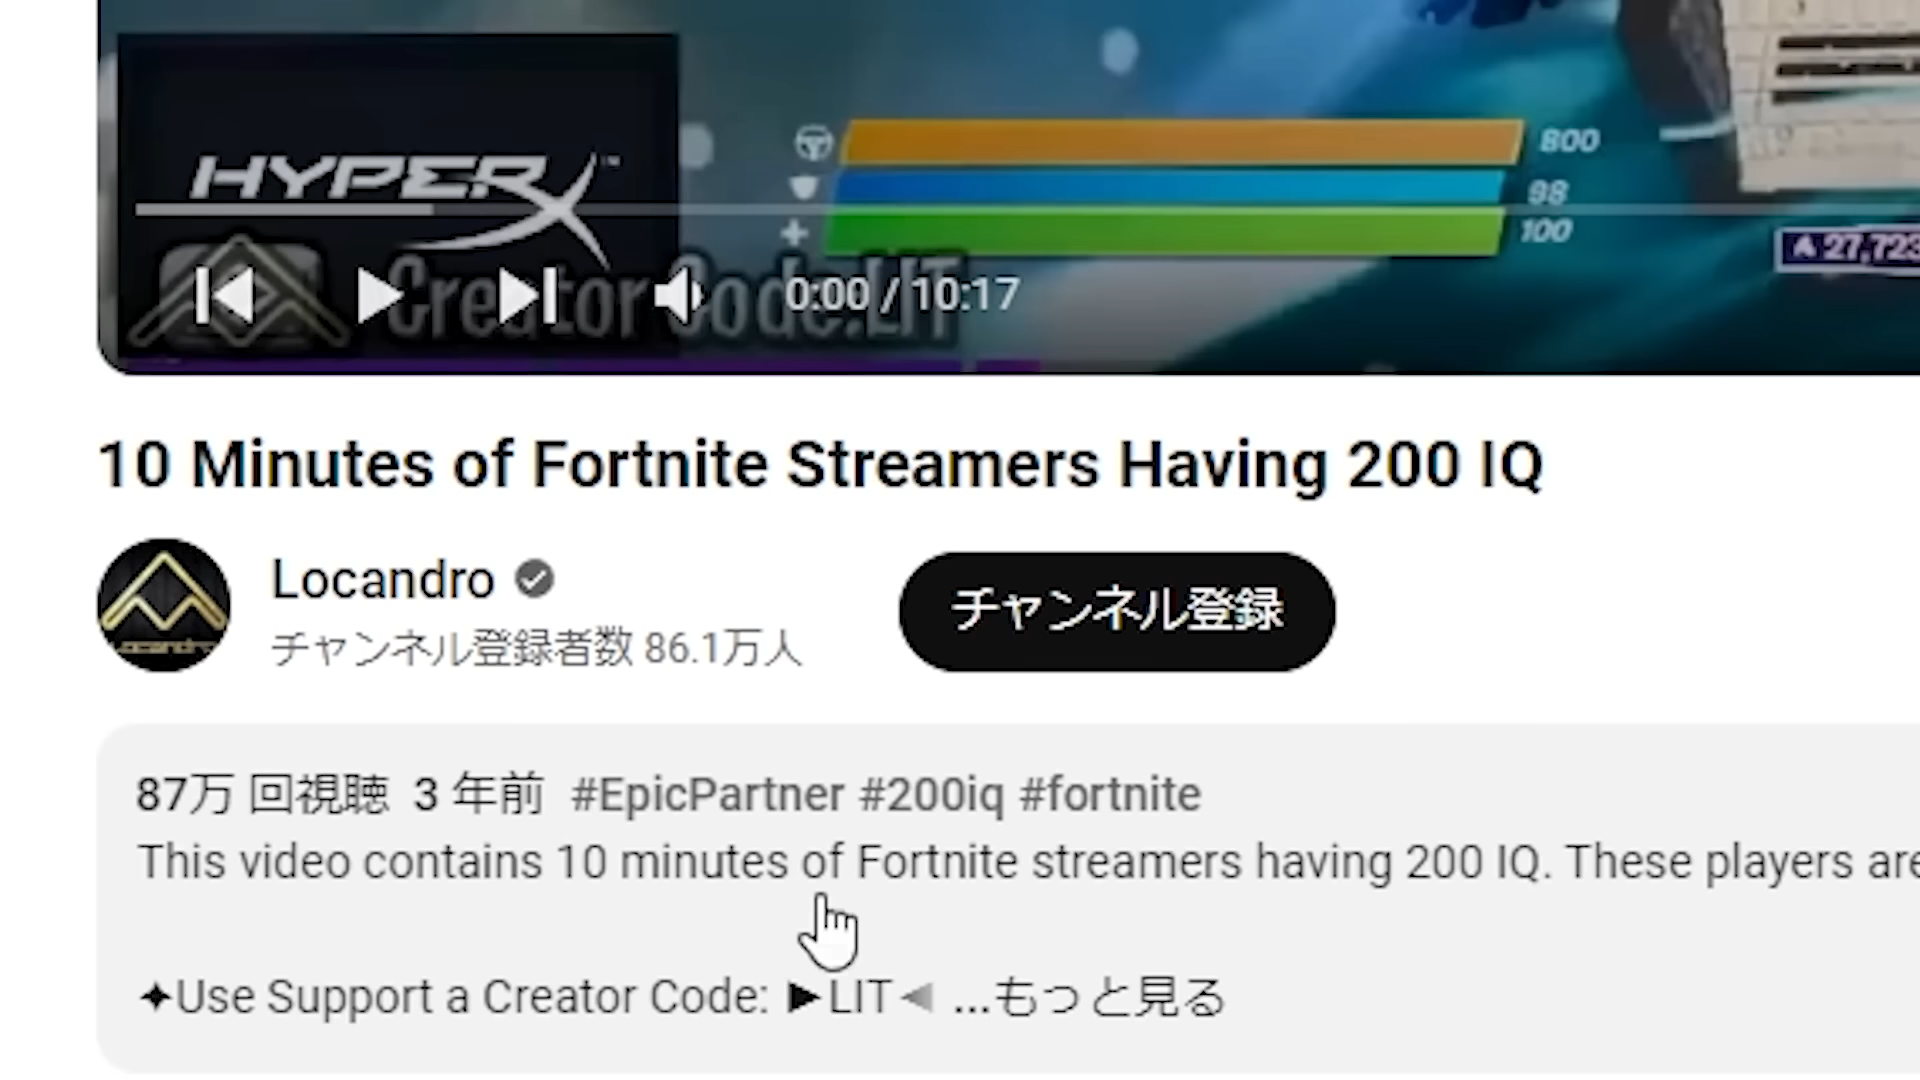 800
HYPERX™
98
100
27,723
Creator Code:LIT
0:00 / 10:17
10 Minutes of Fortnite Streamers Having 200 IQ
Locandro
チャンネル登録者数 86.1万人
チャンネル登録
87万 回視聴 3 年前 #EpicPartner #200iq #fortnite
This video contains 10 minutes of Fortnite streamers having 200 IQ. These players are
✦Use Support a Creator Code: ►LIT◄ ...もっと見る